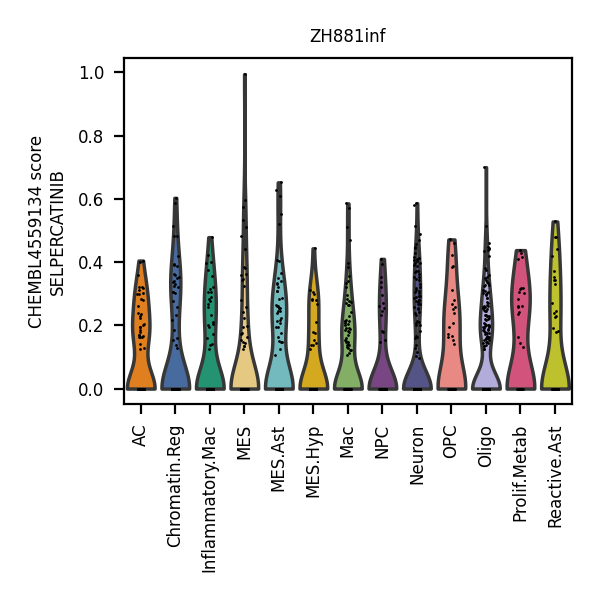 ZH881inf
CHEMBL4559134 score
SELPERCATINIB
1.0
0.8
0.6
0.4
0.2
0.0
AC
Chromatin.Reg
Inflammatory.Mac
MES
MES.Ast
MES.Hyp
Mac
NPC
Neuron
OPC
Oligo
Prolif.Metab
Reactive.Ast